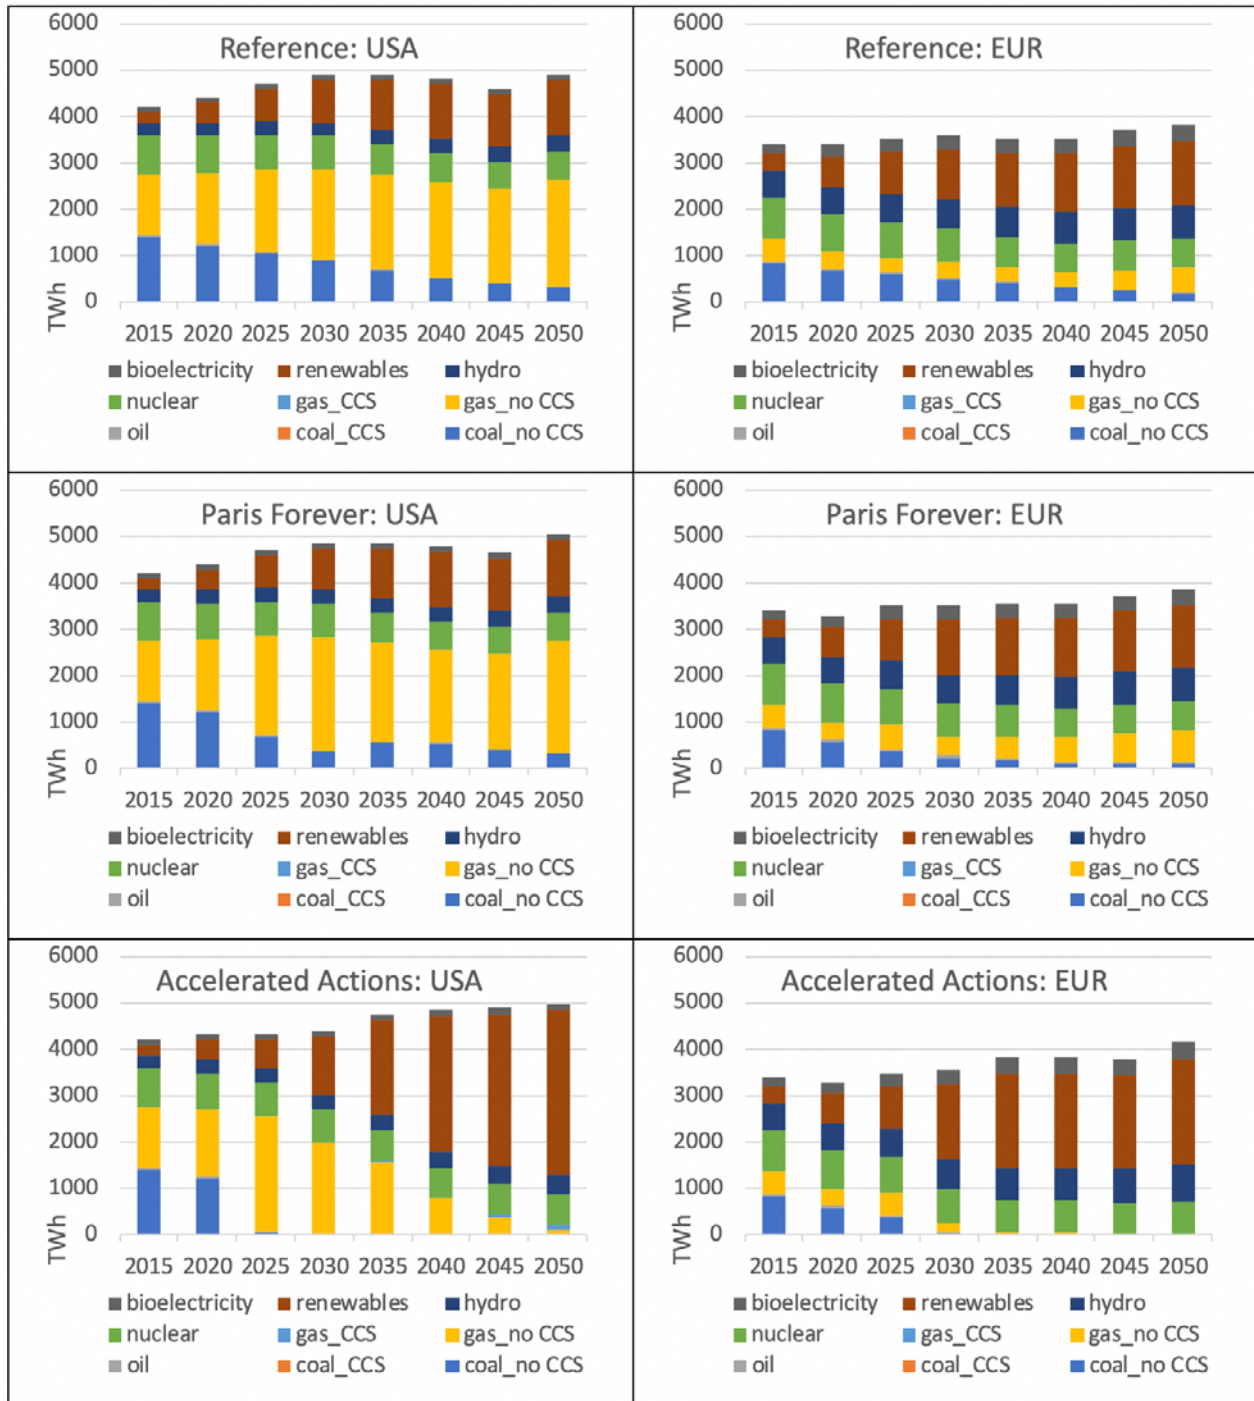 Reference: USA
6000
5000
4000
3000
2000
1000
0
TWh
2015 2020 2025 2030 2035 2040 2045 2050
bioelectricity renewables hydro
nuclear gas_CCS gas_no CCS
oil coal_CCS coal_no CCS
Reference: EUR
6000
5000
4000
3000
2000
1000
0
TWh
2015 2020 2025 2030 2035 2040 2045 2050
bioelectricity renewables hydro
nuclear gas_CCS gas_no CCS
oil coal_CCS coal_no CCS
Paris Forever: USA
6000
5000
4000
3000
2000
1000
0
TWh
2015 2020 2025 2030 2035 2040 2045 2050
bioelectricity renewables hydro
nuclear gas_CCS gas_no CCS
oil coal_CCS coal_no CCS
Paris Forever: EUR
6000
5000
4000
3000
2000
1000
0
TWh
2015 2020 2025 2030 2035 2040 2045 2050
bioelectricity renewables hydro
nuclear gas_CCS gas_no CCS
oil coal_CCS coal_no CCS
Accelerated Actions: USA
6000
5000
4000
3000
2000
1000
0
TWh
2015 2020 2025 2030 2035 2040 2045 2050
bioelectricity renewables hydro
nuclear gas_CCS gas_no CCS
oil coal_CCS coal_no CCS
Accelerated Actions: EUR
6000
5000
4000
3000
2000
1000
0
TWh
2015 2020 2025 2030 2035 2040 2045 2050
bioelectricity renewables hydro
nuclear gas_CCS gas_no CCS
oil coal_CCS coal_no CCS